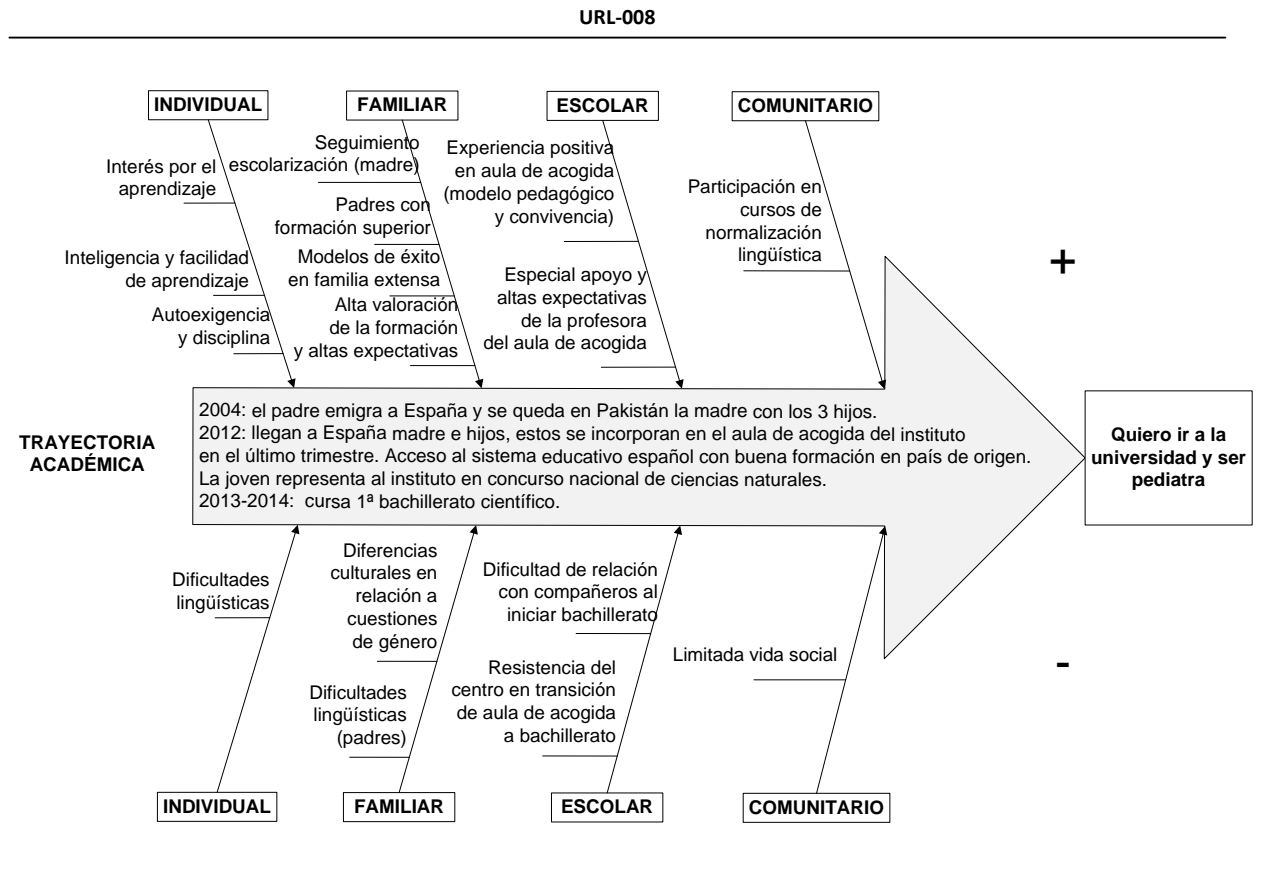 URL-008
INDIVIDUAL
FAMILIAR
ESCOLAR
COMUNITARIO
Interés por el
aprendizaje
Inteligencia y facilidad
de aprendizaje
Autoexigencia
y disciplina
Seguimiento
escolarización (madre)
Padres con
formación superior
Modelos de éxito
en familia extensa
Alta valoración
de la formación
y altas expectativas
Experiencia positiva
en aula de acogida
(modelo pedagógico
y convivencia)
Especial apoyo y
altas expectativas
de la profesora
del aula de acogida
Participación en
cursos de
normalización
lingüística
+
TRAYECTORIA
ACADÉMICA
2004: el padre emigra a España y se queda en Pakistán la madre con los 3 hijos.
2012: llegan a España madre e hijos, estos se incorporan en el aula de acogida del instituto
en el último trimestre. Acceso al sistema educativo español con buena formación en país de origen.
La joven representa al instituto en concurso nacional de ciencias naturales.
2013-2014: cursa 1ª bachillerato científico.
Quiero ir a la
universidad y ser
pediatra
Dificultades
lingüísticas
Diferencias
culturales en
relación a
cuestiones
de género
Dificultades
lingüísticas
(padres)
Dificultad de relación
con compañeros al
iniciar bachillerato
Resistencia del
centro en transición
de aula de acogida
a bachillerato
Limitada vida social
-
INDIVIDUAL
FAMILIAR
ESCOLAR
COMUNITARIO